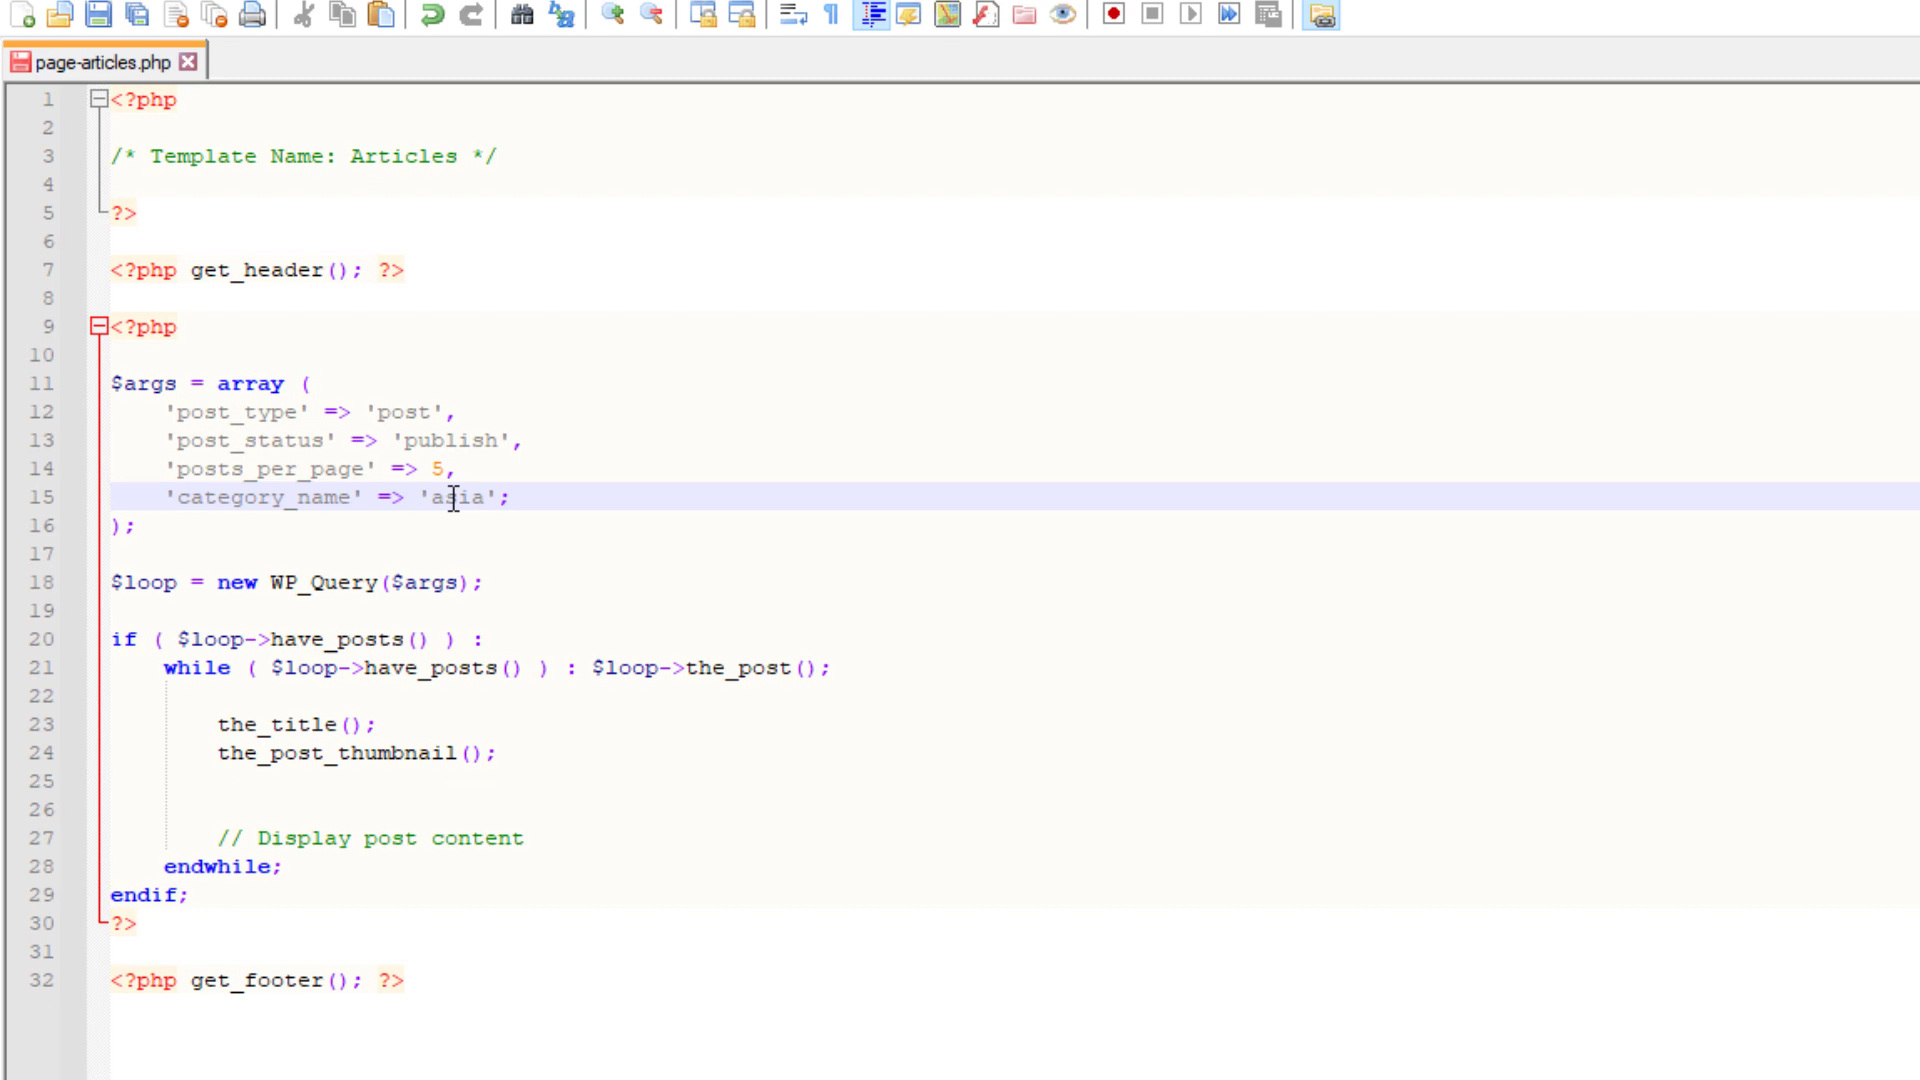 page-articles.php
1 <?php
2
3 /* Template Name: Articles */
4
5 ?>
6
7 <?php get_header(); ?>
8
9 <?php
10
11 $args = array (
12 'post_type' => 'post',
13 'post_status' => 'publish',
14 'posts_per_page' => 5,
15 'category_name' => 'asia';
16 );
17
18 $loop = new WP_Query($args);
19
20 if ( $loop->have_posts() ) :
21 while ( $loop->have_posts() ) : $loop->the_post();
22
23 the_title();
24 the_post_thumbnail();
25
26
27 // Display post content
28 endwhile;
29 endif;
30 ?>
31
32 <?php get_footer(); ?>